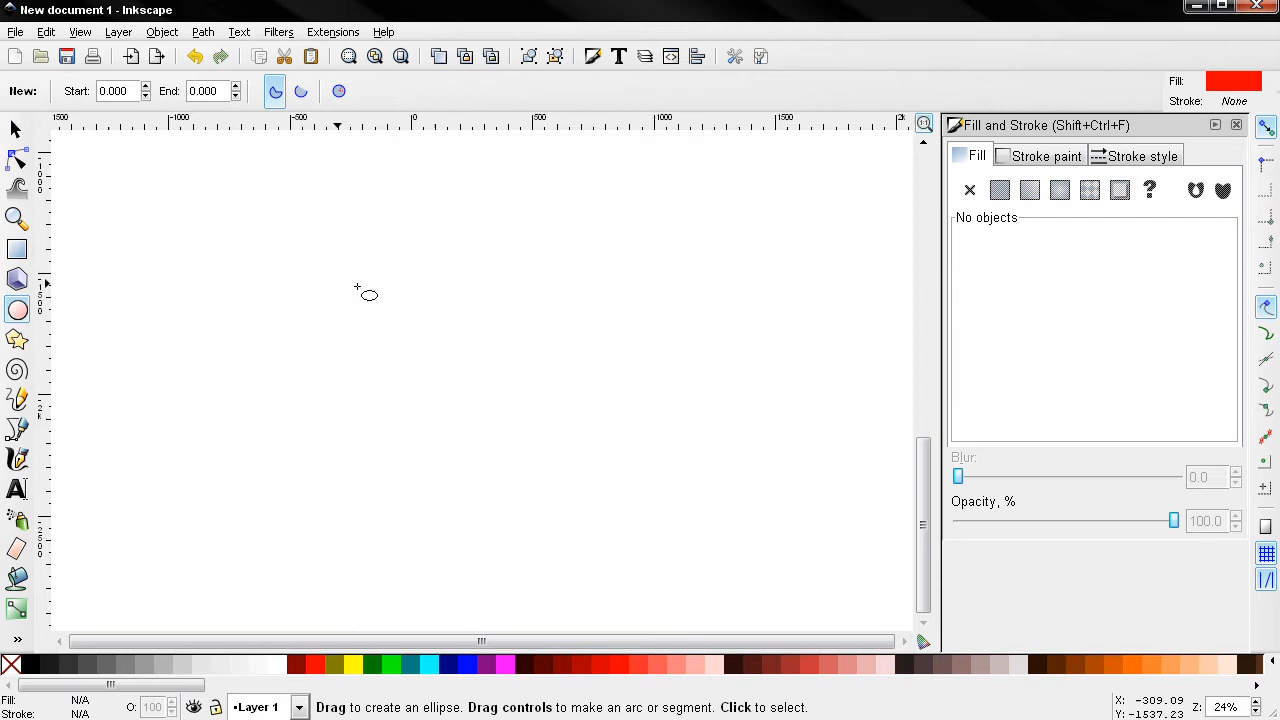 New document 1 - Inkscape
File Edit View Layer Object Path Text Filters Extensions Help
New: Start: 0.000 End: 0.000 Fill:
Stroke: None
1500 -1000 -500 0 500 1000 1500
Fill and Stroke (Shift+Ctrl+F)
Fill Stroke paint Stroke style
?
No objects
Blur:
0.0
Opacity, %
100.0
Fill: N/A O: 100 Layer 1 Drag to create an ellipse. Drag controls to make an arc or segment. Click to select. X: -309.09 Z: 24%
Stroke: N/A Y: -1537.23